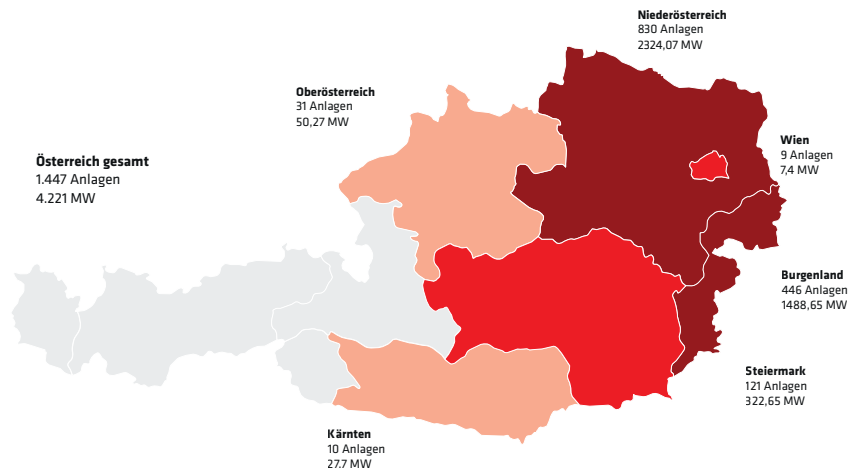 Niederösterreich
830 Anlagen
2324,07 MW
Oberösterreich
31 Anlagen
50,27 MW
Wien
9 Anlagen
7,4 MW
Österreich gesamt
1.447 Anlagen
4.221 MW
Burgenland
446 Anlagen
1488,65 MW
Steiermark
121 Anlagen
322,65 MW
Kärnten
10 Anlagen
27,7 MW